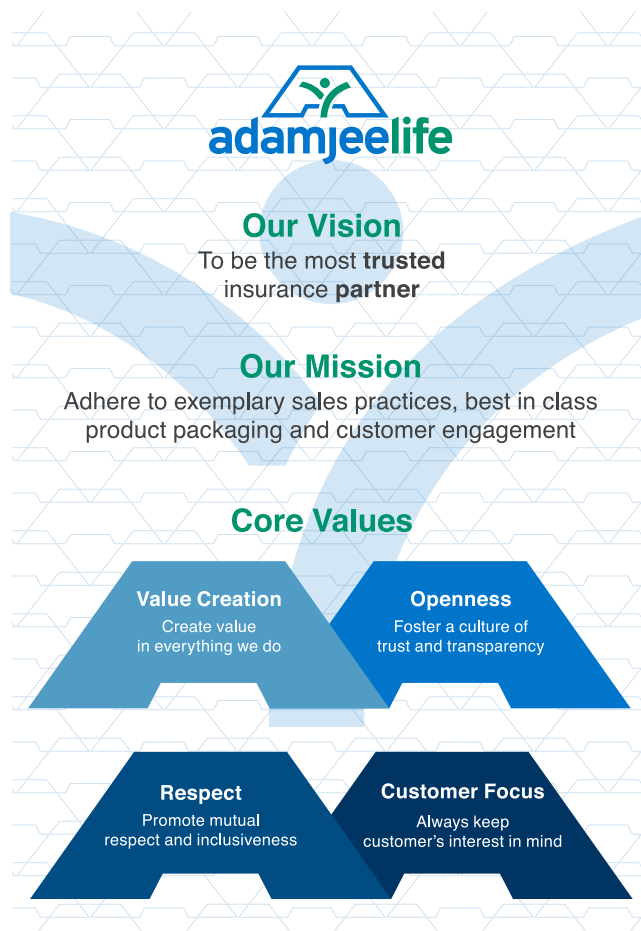 adamjeelife
Our Vision
To be the most trusted
insurance partner
Our Mission
Adhere to exemplary sales practices, best in class
product packaging and customer engagement
Core Values
Value Creation
Create value
in everything we do
Openness
Foster a culture of
trust and transparency
Respect
Promote mutual
respect and inclusiveness
Customer Focus
Always keep
customer's interest in mind